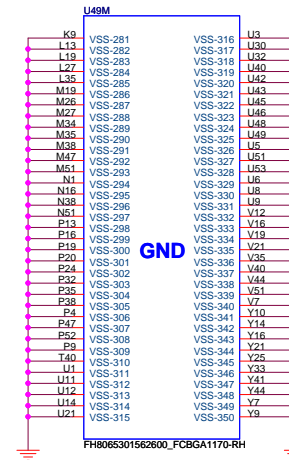 U49M
K9 VSS-281 VSS-316 U3
L13 VSS-282 VSS-317 U30
L19 VSS-283 VSS-318 U32
L27 VSS-284 VSS-319 U40
L35 VSS-285 VSS-320 U42
M19 VSS-286 VSS-321 U43
M26 VSS-287 VSS-322 U45
M27 VSS-288 VSS-323 U46
M34 VSS-289 VSS-324 U48
M35 VSS-290 VSS-325 U49
M38 VSS-291 VSS-326 U5
M47 VSS-292 VSS-327 U51
M51 VSS-293 VSS-328 U53
N1 VSS-294 VSS-329 U6
N16 VSS-295 VSS-330 U8
N38 VSS-296 VSS-331 U9
N51 VSS-297 VSS-332 V12
P13 VSS-298 VSS-333 V16
P16 VSS-299 VSS-334 V19
P19 VSS-300 VSS-335 V21
GND
P20 VSS-301 VSS-336 V35
P24 VSS-302 VSS-337 V40
P32 VSS-303 VSS-338 V44
P35 VSS-304 VSS-339 V51
P38 VSS-305 VSS-340 V7
P4 VSS-306 VSS-341 Y10
P47 VSS-307 VSS-342 Y14
P52 VSS-308 VSS-343 Y16
P9 VSS-309 VSS-344 Y21
T40 VSS-310 VSS-345 Y25
U1 VSS-311 VSS-346 Y33
U11 VSS-312 VSS-347 Y41
U12 VSS-313 VSS-348 Y44
U14 VSS-314 VSS-349 Y7
U21 VSS-315 VSS-350 Y9
FH8065301562600_FCBGA1170-RH